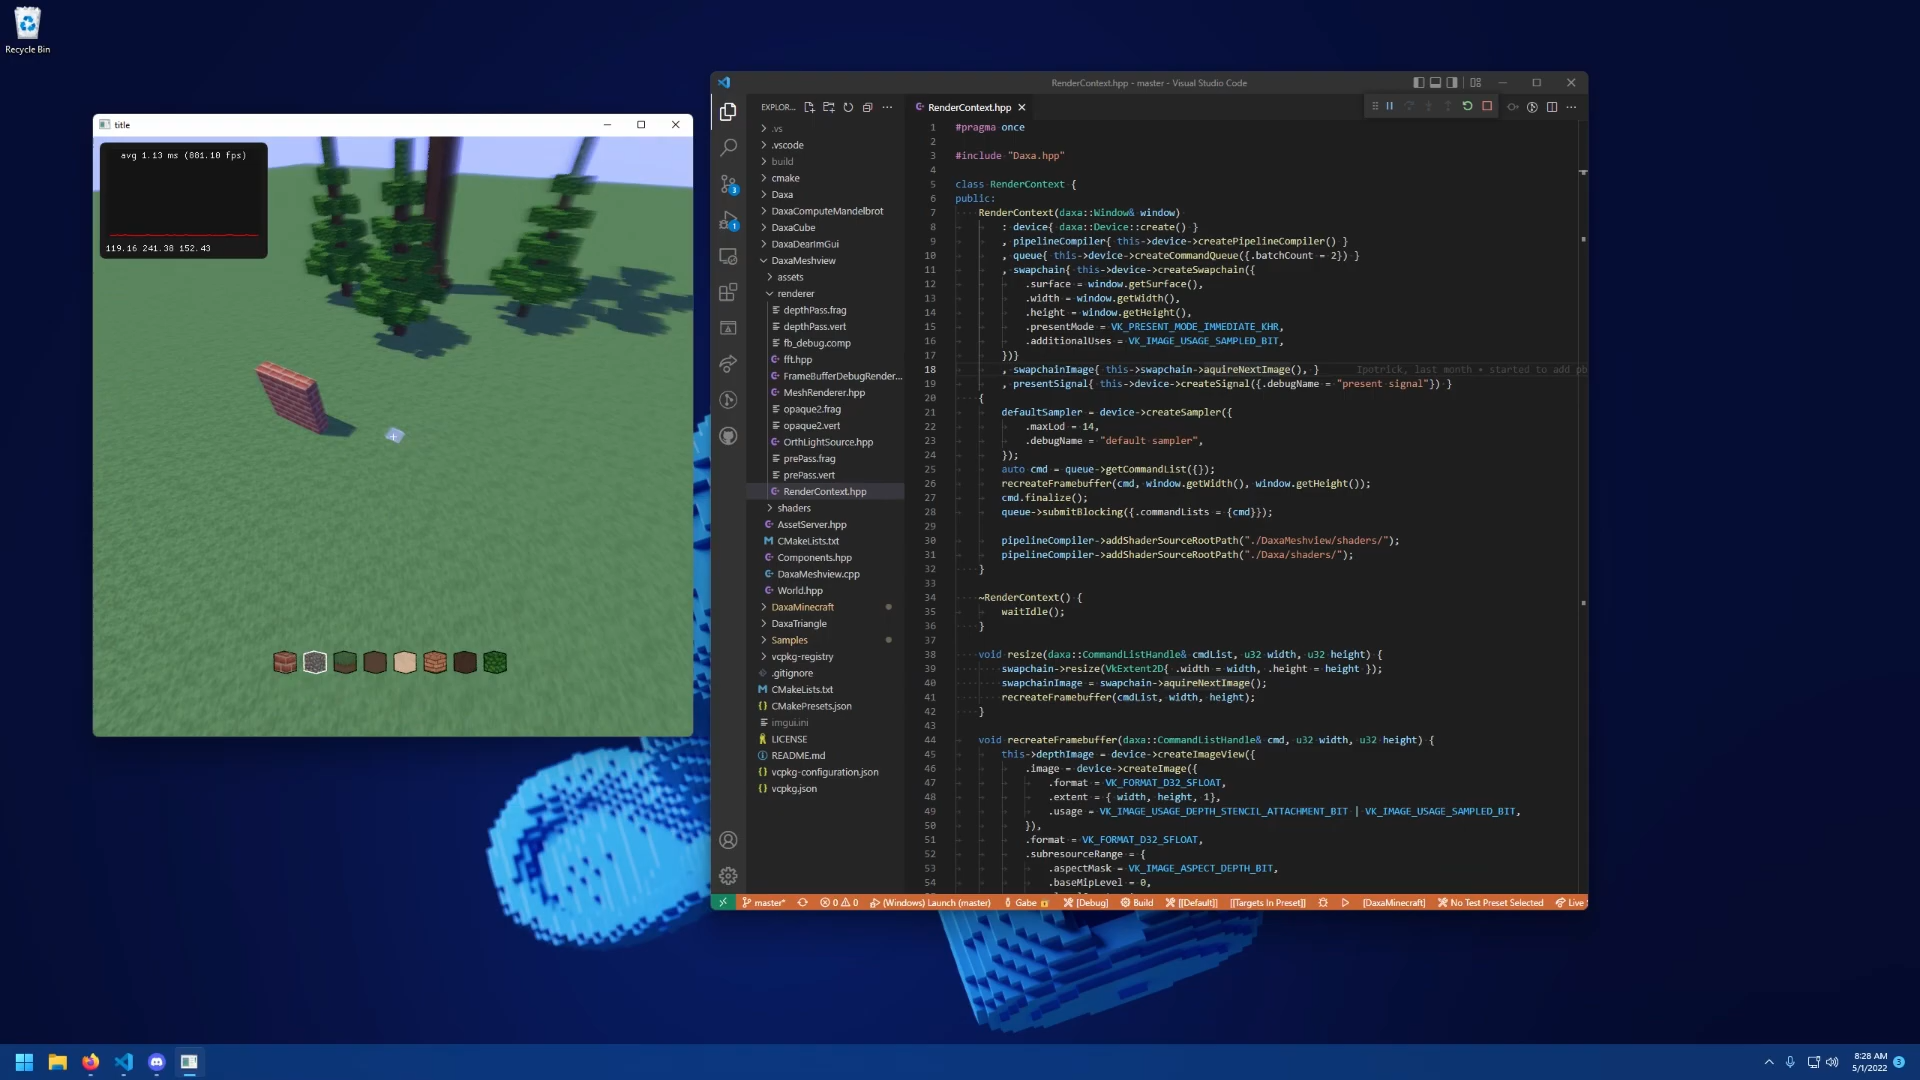 Recycle Bin
title
avg 1.13 ms (881.10 fps)
119.16 241.38 152.43
RenderContext.hpp - master - Visual Studio Code
EXPLOR...
.vs
.vscode
build
cmake
Daxa
DaxaComputeMandelbrot
DaxaCube
DaxaDearImGui
DaxaMeshview
assets
renderer
depthPass.frag
depthPass.vert
fb_debug.comp
fft.hpp
FrameBufferDebugRender...
MeshRenderer.hpp
opaque2.frag
opaque2.vert
OrthLightSource.hpp
prePass.frag
prePass.vert
RenderContext.hpp
shaders
AssetServer.hpp
CMakeLists.txt
Components.hpp
DaxaMeshview.cpp
World.hpp
DaxaMinecraft
DaxaTriangle
Samples
vcpkg-registry
.gitignore
CMakeLists.txt
CMakePresets.json
imgui.ini
LICENSE
README.md
vcpkg-configuration.json
vcpkg.json
3
1
RenderContext.hpp
1 #pragma once
2
3 #include "Daxa.hpp"
4
5 class RenderContext {
6 public:
7 RenderContext(daxa::Window& window)
8 : device{ daxa::Device::create() }
9 , pipelineCompiler{ this->device->createPipelineCompiler() }
10 , queue{ this->device->createCommandQueue({.batchCount = 2}) }
11 , swapchain{ this->device->createSwapchain({
12 .surface = window.getSurface(),
13 .width = window.getWidth(),
14 .height = window.getHeight(),
15 .presentMode = VK_PRESENT_MODE_IMMEDIATE_KHR,
16 .additionalUses = VK_IMAGE_USAGE_SAMPLED_BIT,
17 })}
18 , swapchainImage{ this->swapchain->aquireNextImage(), } Ipotrick, last month • started to add pb
19 , presentSignal{ this->device->createSignal({.debugName = "present signal"}) }
20 {
21 defaultSampler = device->createSampler({
22 .maxLod = 14,
23 .debugName = "default sampler",
24 });
25 auto cmd = queue->getCommandList({});
26 recreateFramebuffer(cmd, window.getWidth(), window.getHeight());
27 cmd.finalize();
28 queue->submitBlocking({.commandLists = {cmd}});
29
30 pipelineCompiler->addShaderSourceRootPath("./DaxaMeshview/shaders/");
31 pipelineCompiler->addShaderSourceRootPath("./Daxa/shaders/");
32 }
33
34 ~RenderContext() {
35 waitIdle();
36 }
37
38 void resize(daxa::CommandListHandle& cmdList, u32 width, u32 height) {
39 swapchain->resize(VkExtent2D{ .width = width, .height = height });
40 swapchainImage = swapchain->aquireNextImage();
41 recreateFramebuffer(cmdList, width, height);
42 }
43
44 void recreateFramebuffer(daxa::CommandListHandle& cmd, u32 width, u32 height) {
45 this->depthImage = device->createImageView({
46 .image = device->createImage({
47 .format = VK_FORMAT_D32_SFLOAT,
48 .extent = { width, height, 1},
49 .usage = VK_IMAGE_USAGE_DEPTH_STENCIL_ATTACHMENT_BIT | VK_IMAGE_USAGE_SAMPLED_BIT,
50 }),
51 .format = VK_FORMAT_D32_SFLOAT,
52 .subresourceRange = {
53 .aspectMask = VK_IMAGE_ASPECT_DEPTH_BIT,
54 .baseMipLevel = 0,
master* 0 0 (Windows) Launch (master) Gabe [Debug] Build [[Default]] [[Targets In Preset]] [DaxaMinecraft] No Test Preset Selected Live
8:28 AM
5/1/2022
3